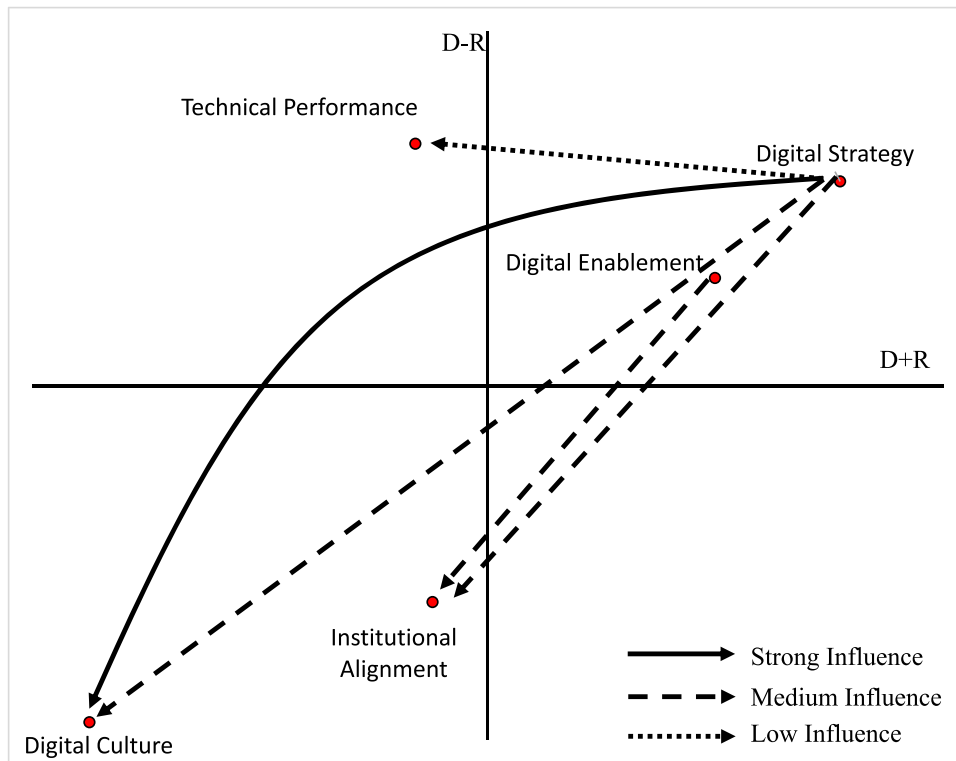 D-R
Technical Performance
Digital Strategy
Digital Enablement
D+R
Institutional
Alignment
Digital Culture
Strong Influence
Medium Influence
Low Influence